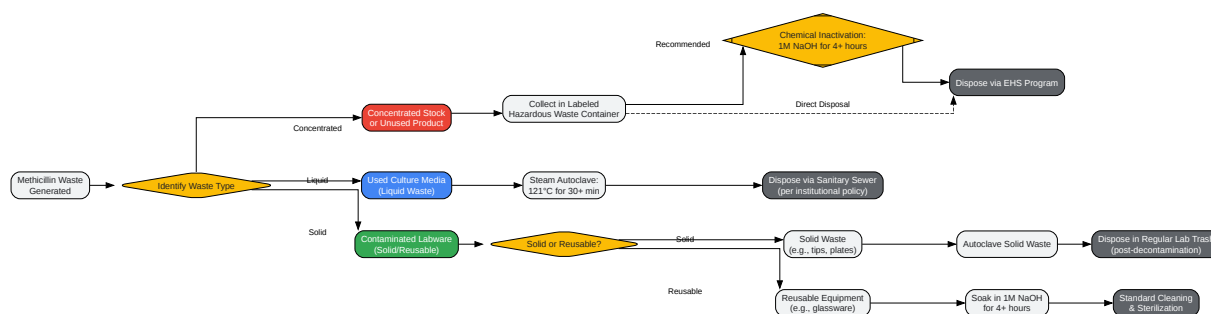 Chemical Inactivation:
1M NaOH for 4+ hours
Recommended
Dispose via EHS Program
Collect in Labeled
Hazardous Waste Container
Direct Disposal
Concentrated Stock
or Unused Product
Concentrated
Methicillin Waste
Generated
Identify Waste Type
Liquid
Used Culture Media
(Liquid Waste)
Steam Autoclave:
121°C for 30+ min
Dispose via Sanitary Sewer
(per institutional policy)
Solid
Contaminated Labware
(Solid/Reusable)
Solid or Reusable?
Solid
Solid Waste
(e.g., tips, plates)
Autoclave Solid Waste
Dispose in Regular Lab Trash
(post-decontamination)
Reusable
Reusable Equipment
(e.g., glassware)
Soak in 1M NaOH
for 4+ hours
Standard Cleaning
& Sterilization